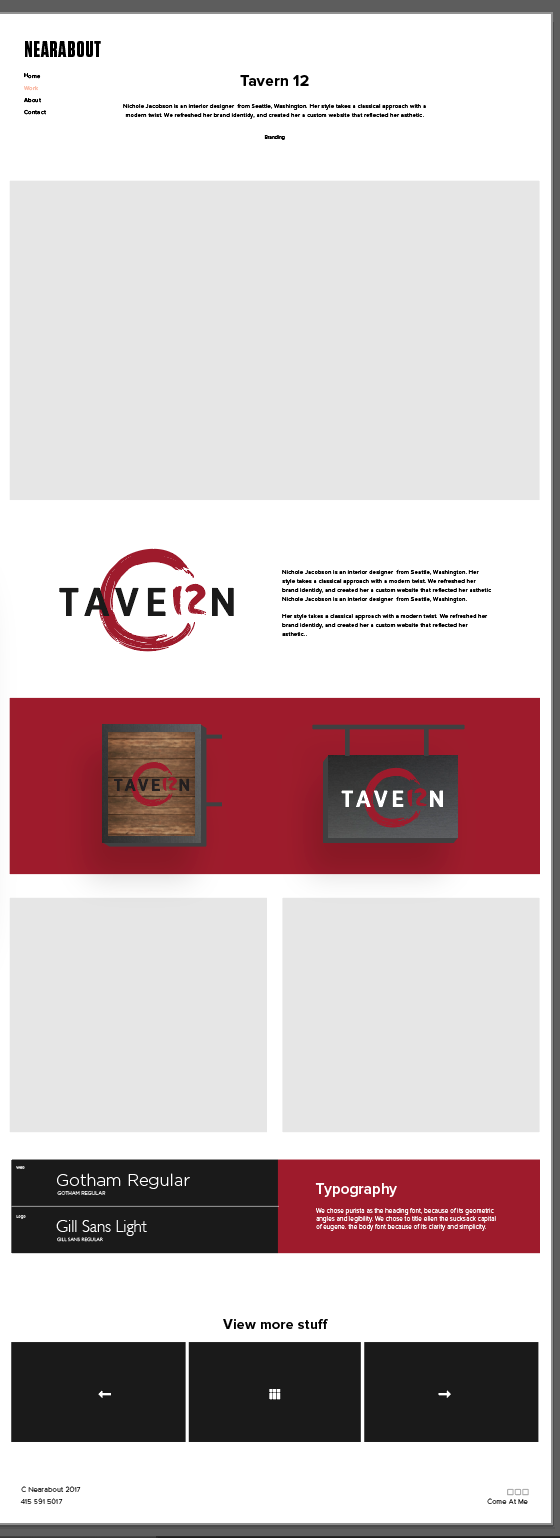 NEARABOUT
Home
Work
About
Contact
Tavern 12
Nichole Jacobson is an interior designer from Seattle, Washington. Her style takes a classical approach with a
modern twist. We refreshed her brand identity, and created her a custom website that reflected her asthetic.
Branding
TAVE12N
Nichole Jacobson is an interior designer from Seattle, Washington. Her
style takes a classical approach with a modern twist. We refreshed her
brand identity, and created her a custom website that reflected her asthetic
Nichole Jacobson is an interior designer from Seattle, Washington.
Her style takes a classical approach with a modern twist. We refreshed her
brand identity, and created her a custom website that reflected her
asthetic..
TAVE12N
TAVE12N
Web
Gotham Regular
GOTHAM REGULAR
Logo
Gill Sans Light
GILL SANS REGULAR
Typography
We chose purista as the heading font, because of its geometric
angles and legibility. We chose to title ellen the sucksack capital
of eugene. the body font because of its clarity and simplicity.
View more stuff
C Nearabout 2017
415 591 5017
Come At Me